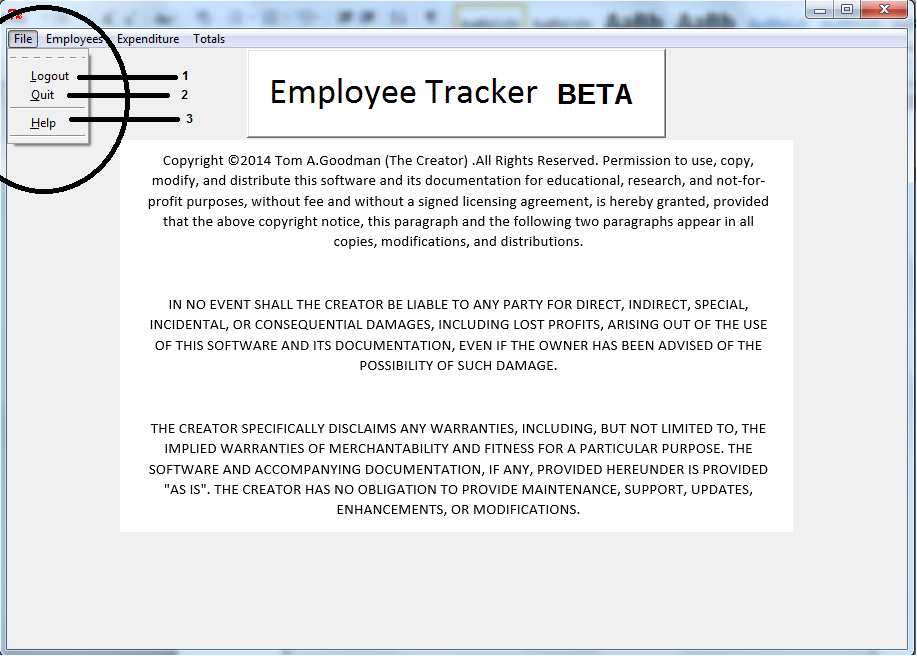 File Employees Expenditure Totals
Logout 1
Quit 2
Help 3
Employee Tracker BETA
Copyright ©2014 Tom A.Goodman (The Creator) .All Rights Reserved. Permission to use, copy,
modify, and distribute this software and its documentation for educational, research, and not-for-
profit purposes, without fee and without a signed licensing agreement, is hereby granted, provided
that the above copyright notice, this paragraph and the following two paragraphs appear in all
copies, modifications, and distributions.
IN NO EVENT SHALL THE CREATOR BE LIABLE TO ANY PARTY FOR DIRECT, INDIRECT, SPECIAL,
INCIDENTAL, OR CONSEQUENTIAL DAMAGES, INCLUDING LOST PROFITS, ARISING OUT OF THE USE
OF THIS SOFTWARE AND ITS DOCUMENTATION, EVEN IF THE OWNER HAS BEEN ADVISED OF THE
POSSIBILITY OF SUCH DAMAGE.
THE CREATOR SPECIFICALLY DISCLAIMS ANY WARRANTIES, INCLUDING, BUT NOT LIMITED TO, THE
IMPLIED WARRANTIES OF MERCHANTABILITY AND FITNESS FOR A PARTICULAR PURPOSE. THE
SOFTWARE AND ACCOMPANYING DOCUMENTATION, IF ANY, PROVIDED HEREUNDER IS PROVIDED
"AS IS". THE CREATOR HAS NO OBLIGATION TO PROVIDE MAINTENANCE, SUPPORT, UPDATES,
ENHANCEMENTS, OR MODIFICATIONS.